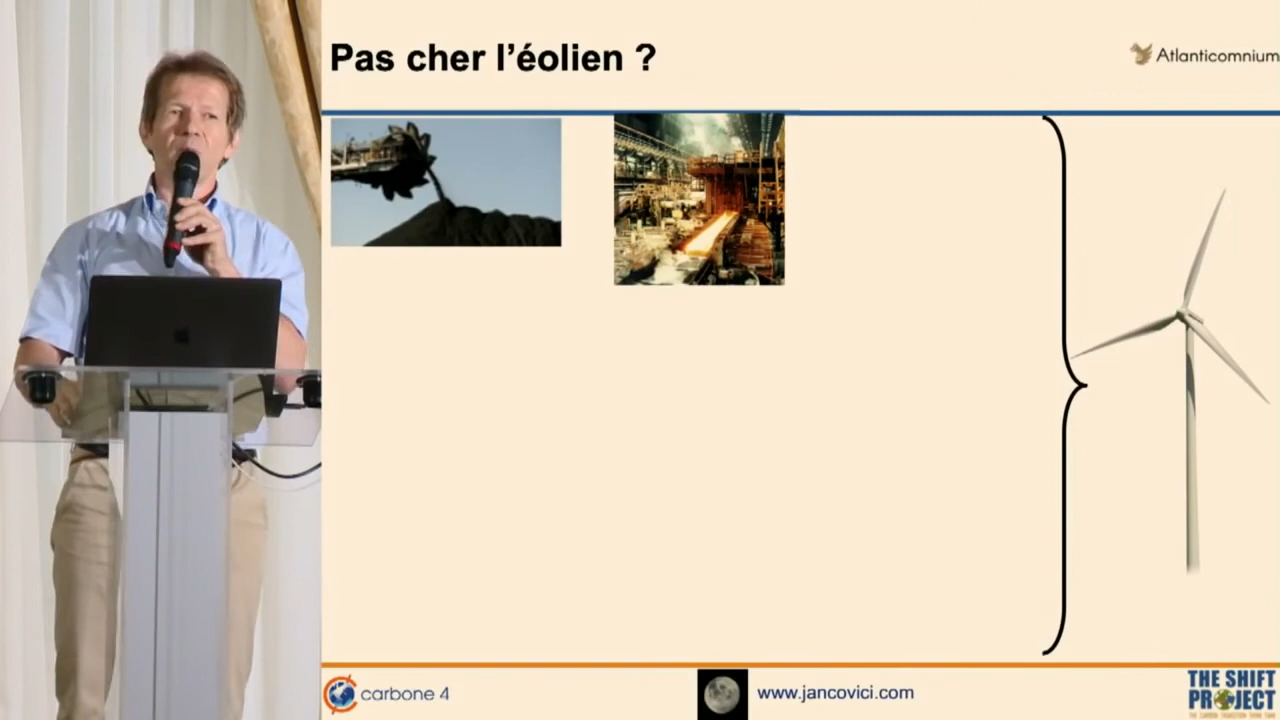 Pas cher l'éolien ?
Atlanticomnium
carbone 4
www.jancovici.com
THE SHIFT
PROJECT